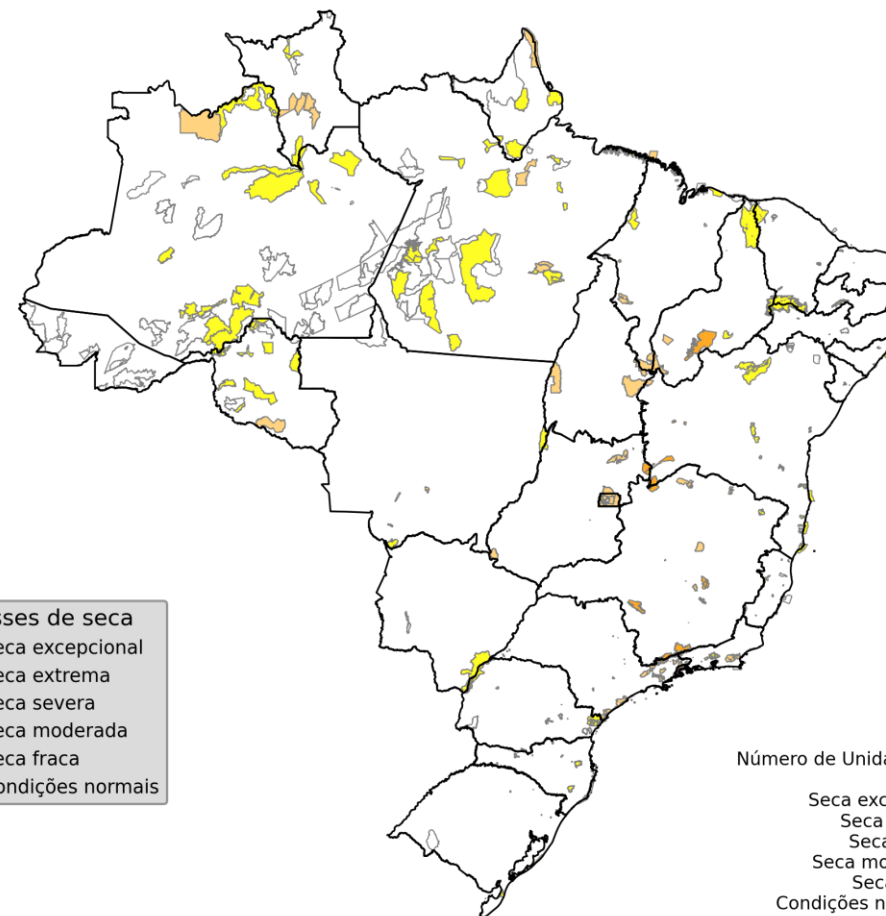 sses de seca
eca excepcional
eca extrema
eca severa
eca moderada
eca fraca
ondições normais
Número de Unida
Seca exc
Seca
Sec
Seca mo
Seca
Condições n